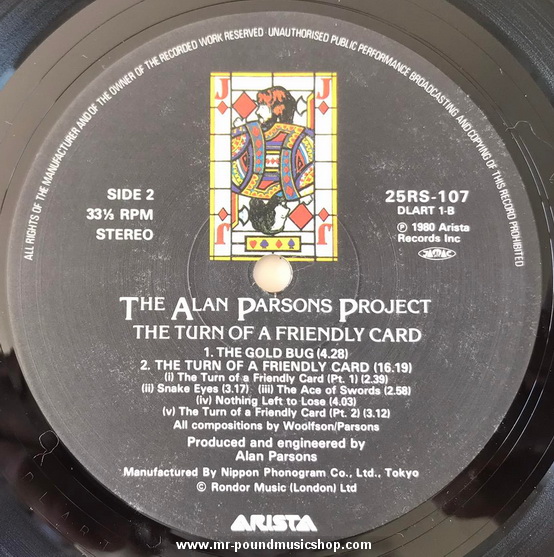 ALL RIGHTS OF THE MANUFACTURER AND OF THE OWNER OF THE RECORDED WORK RESERVED · UNAUTHORISED PUBLIC PERFORMANCE BROADCASTING AND COPYING OF THIS RECORD PROHIBITED
J J
SIDE 2
33⅓ RPM
STEREO
25RS-107
DLART 1-B
Ⓟ 1980 Arista
Records Inc
JASRAC
J J
THE ALAN PARSONS PROJECT
THE TURN OF A FRIENDLY CARD
1. THE GOLD BUG (4.28)
2. THE TURN OF A FRIENDLY CARD (16.19)
(i) The Turn of a Friendly Card (Pt. 1) (2.39)
(ii) Snake Eyes (3.17) (iii) The Ace of Swords (2.58)
(iv) Nothing Left to Lose (4.03)
(v) The Turn of a Friendly Card (Pt. 2) (3.12)
All compositions by Woolfson/Parsons
Produced and engineered by
Alan Parsons
Manufactured By Nippon Phonogram Co., Ltd., Tokyo
© Rondor Music (London) Ltd
ARISTA
www.mr-poundmusicshop.com